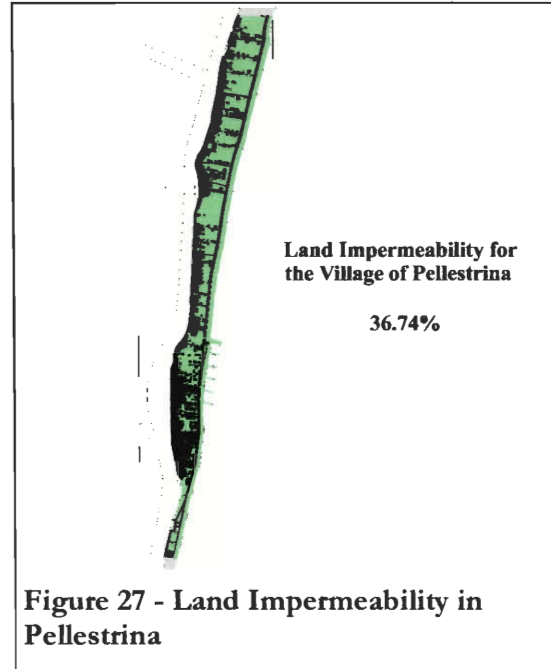 Land Impermeability for
the Village of Pellestrina
36.74%
Figure 27 - Land Impermeability in
Pellestrina